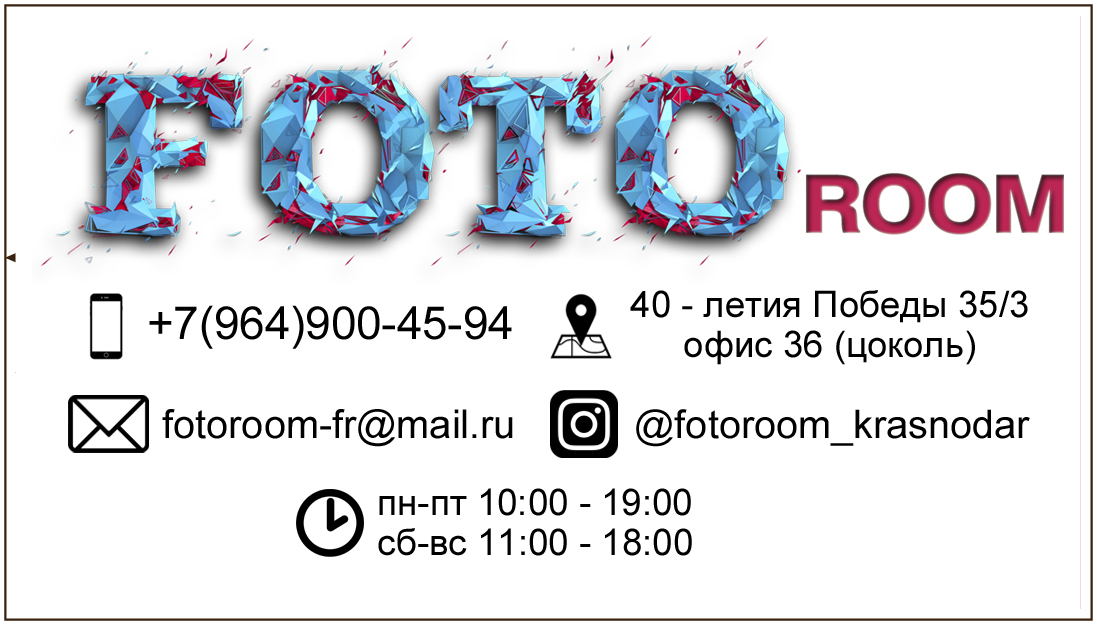 FOTO ROOM
+7(964)900-45-94
40 - летия Победы 35/3
офис 36 (цоколь)
fotoroom-fr@mail.ru
@fotoroom_krasnodar
пн-пт 10:00 - 19:00
сб-вс 11:00 - 18:00